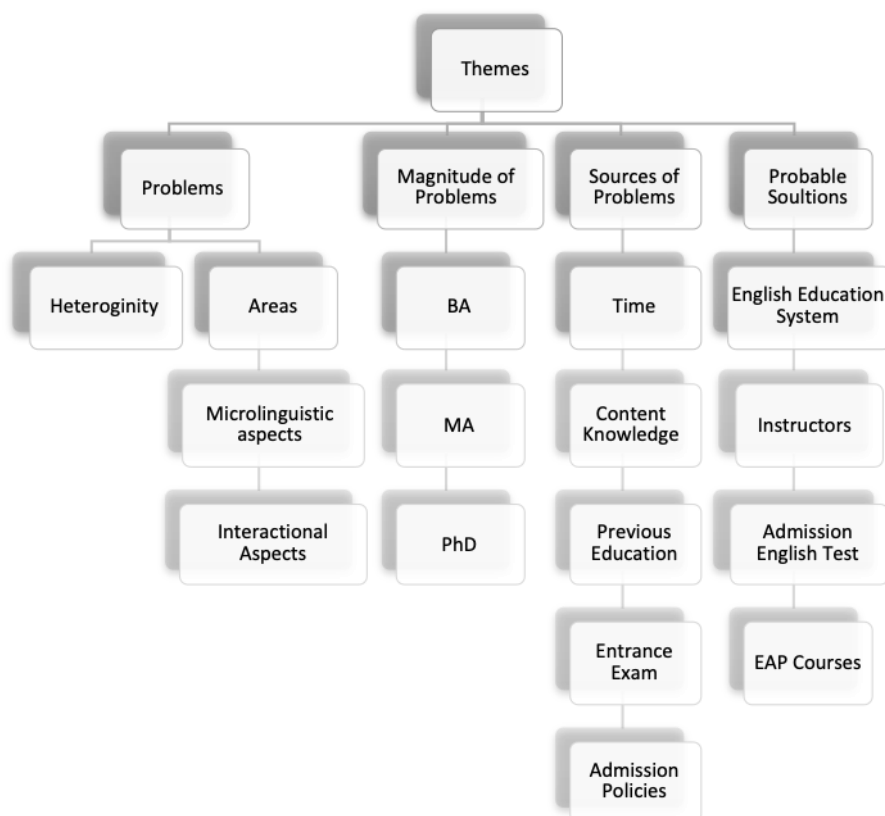 Themes
Problems
Magnitude of
Problems
Sources of
Problems
Probable
Soultions
Heteroginity
Areas
BA
Time
English Education
System
Microlinguistic
aspects
MA
Content
Knowledge
Instructors
Interactional
Aspects
PhD
Previous
Education
Admission
English Test
Entrance
Exam
EAP Courses
Admission
Policies